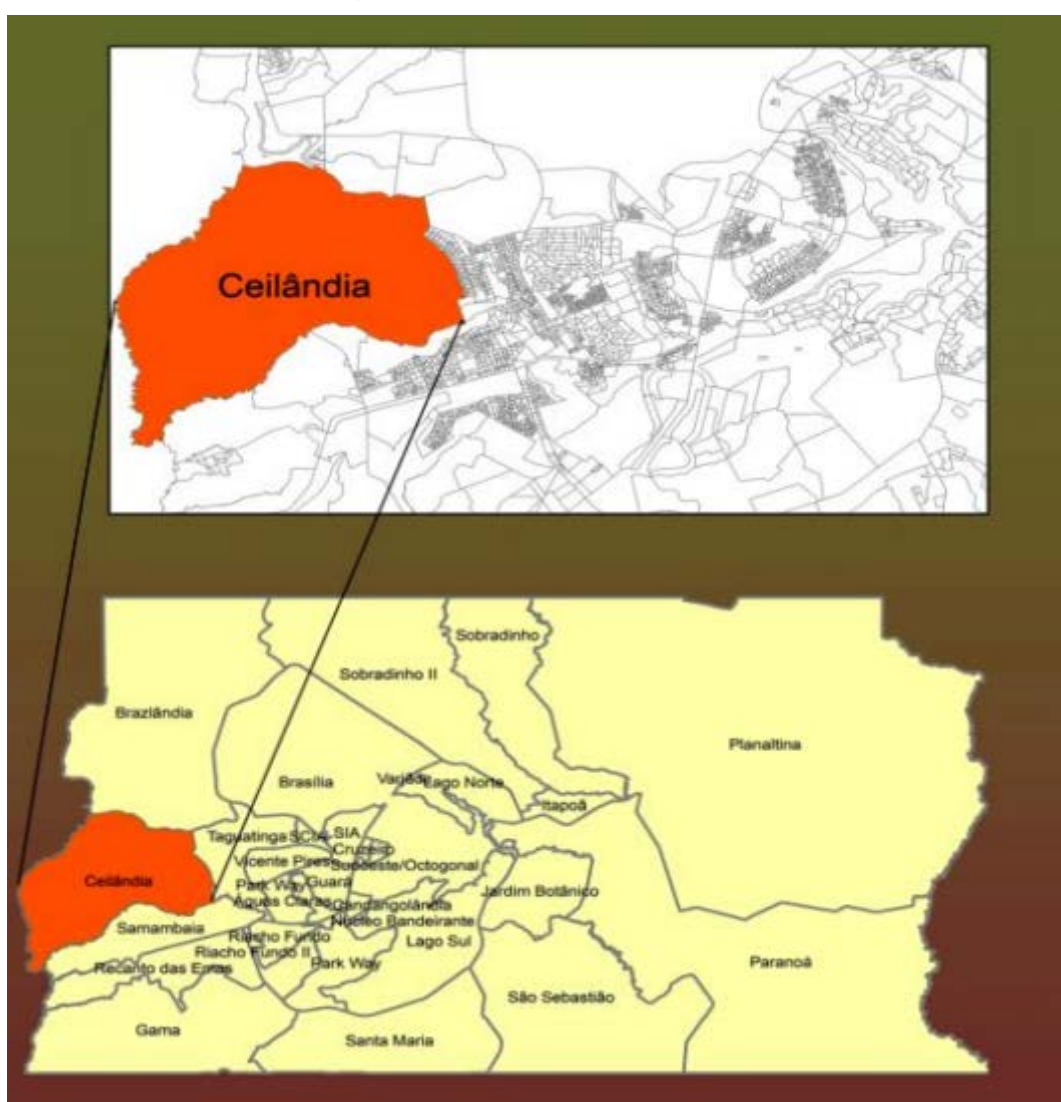 Ceilândia
Sobradinho
Sobradinho II
Brazlândia
Planaltina
Brasília
Varjão
Lago Norte
Itapoã
Taguatinga
SCIA
SIA
Cruzeiro
Vicente Pires
Sudoeste/Octogonal
Ceilândia
Park Way
Guará
Jardim Botânico
Águas Claras
Candangolândia
Núcleo Bandeirante
Samambaia
Riacho Fundo
Lago Sul
Riacho Fundo II
Park Way
Recanto das Emas
Paranoá
São Sebastião
Gama
Santa Maria